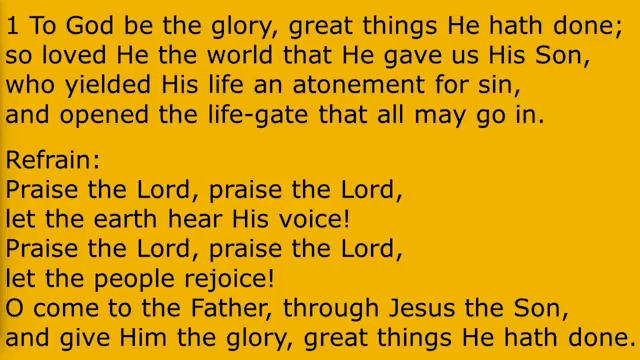 1 To God be the glory, great things He hath done;
so loved He the world that He gave us His Son,
who yielded His life an atonement for sin,
and opened the life-gate that all may go in.
Refrain:
Praise the Lord, praise the Lord,
let the earth hear His voice!
Praise the Lord, praise the Lord,
let the people rejoice!
O come to the Father, through Jesus the Son,
and give Him the glory, great things He hath done.